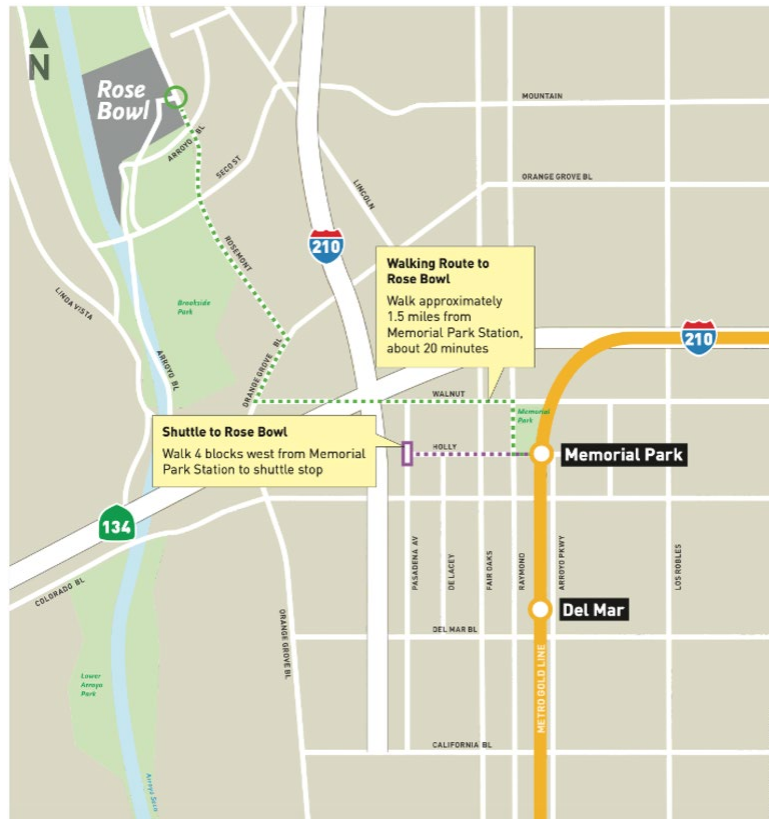 N
Rose
Bowl
MOUNTAIN
ARROYO BL
SECO ST
ORANGE GROVE BL
LINCOLN
ROSEMONT
210
Walking Route to
Rose Bowl
Walk approximately
1.5 miles from
Memorial Park Station,
about 20 minutes
LINDA VISTA
Brookside
Park
210
ARROYO BL
ORANGE GROVE BL
WALNUT
Memorial
Park
Shuttle to Rose Bowl
Walk 4 blocks west from Memorial
Park Station to shuttle stop
HOLLY
Memorial Park
134
COLORADO BL
PASADENA AV
DE LACEY
FAIR OAKS
RAYMOND
ARROYO PKWY
LOS ROBLES
Del Mar
ORANGE GROVE BL
DEL MAR BL
METRO GOLD LINE
Lower
Arroyo
Park
CALIFORNIA BL
Arroyo Seco